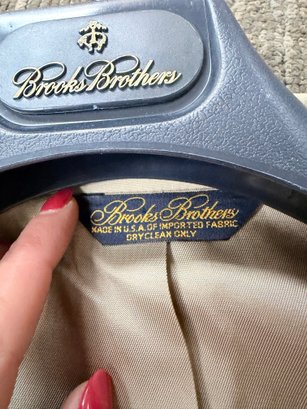 Brooks Brothers
Brooks Brothers
MADE IN U.S.A. OF IMPORTED FABRIC
DRYCLEAN ONLY